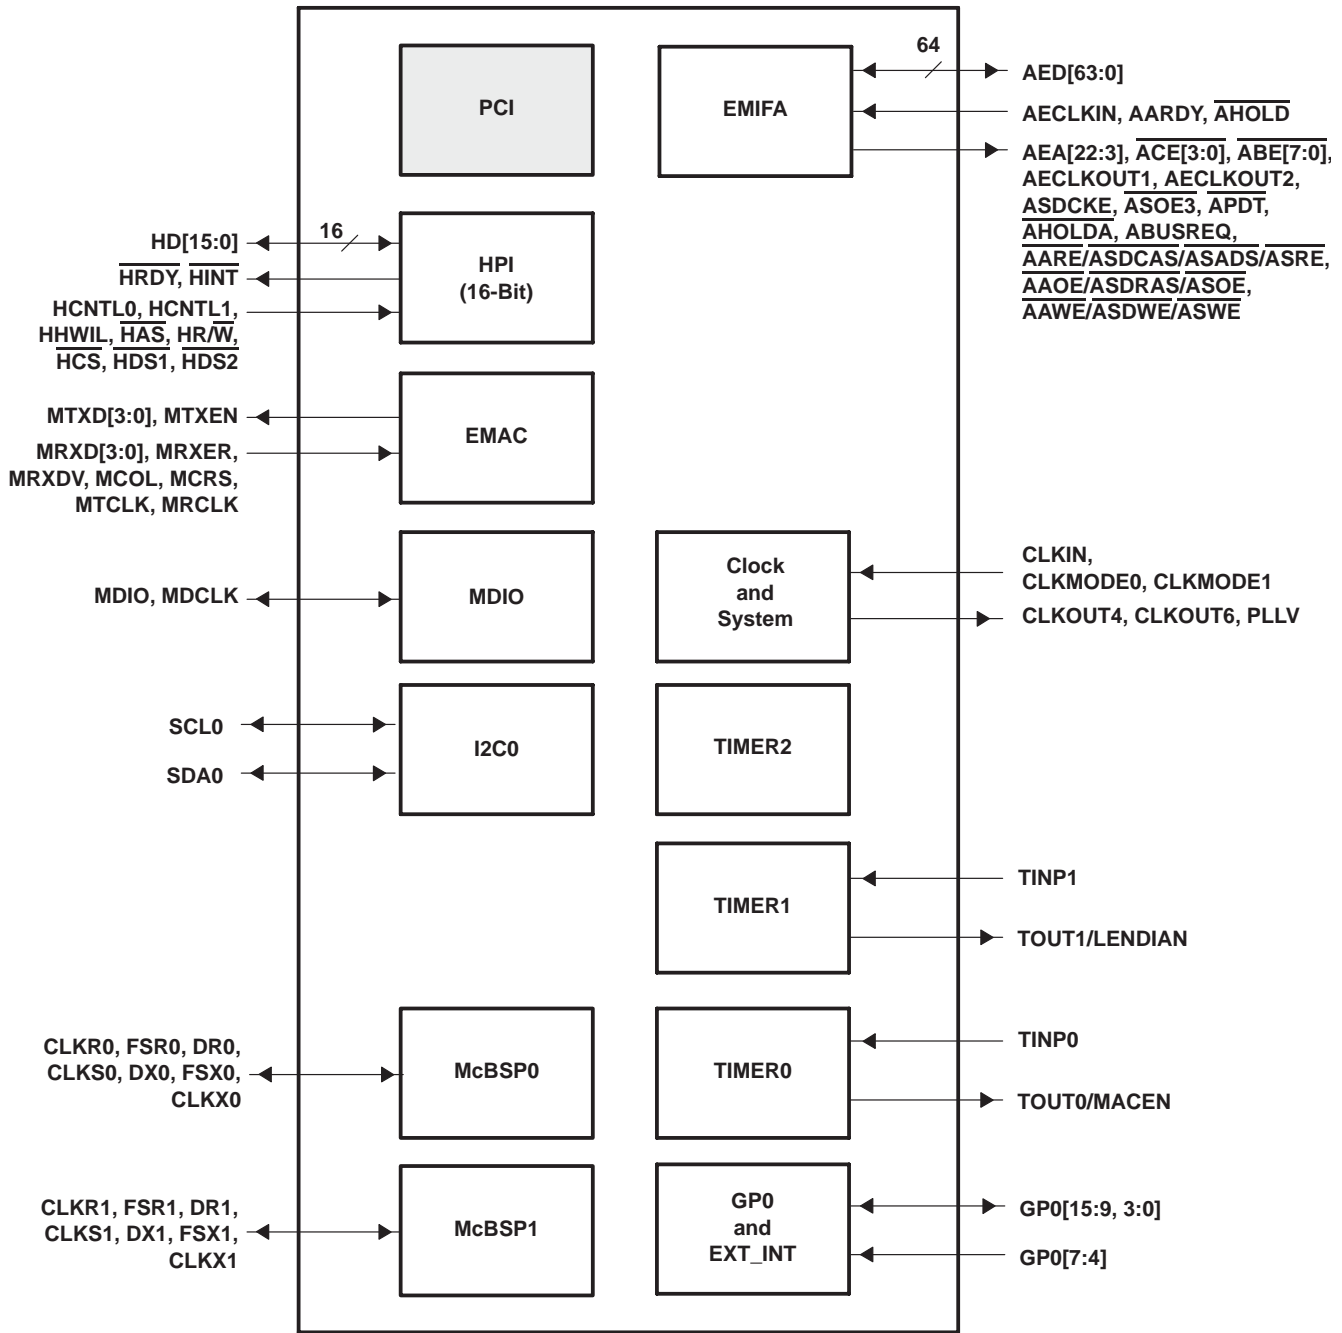 PCI
EMIFA
64
AED[63:0]
AECLKIN, AARDY, AHOLD
AEA[22:3], ACE[3:0], ABE[7:0],
AECLKOUT1, AECLKOUT2,
ASDCKE, ASOE3, APDT,
AHOLDA, ABUSREQ,
AARE/ASDCAS/ASADS/ASRE,
AAOE/ASDRAS/ASOE,
AAWE/ASDWE/ASWE
HD[15:0]
16
HRDY, HINT
HCNTL0, HCNTL1,
HHWIL, HAS, HR/W,
HCS, HDS1, HDS2
HPI
(16-Bit)
MTXD[3:0], MTXEN
MRXD[3:0], MRXER,
MRXDV, MCOL, MCRS,
MTCLK, MRCLK
EMAC
MDIO, MDCLK
MDIO
Clock
and
System
CLKIN,
CLKMODE0, CLKMODE1
CLKOUT4, CLKOUT6, PLLV
SCL0
SDA0
I2C0
TIMER2
TIMER1
TINP1
TOUT1/LENDIAN
CLKR0, FSR0, DR0,
CLKS0, DX0, FSX0,
CLKX0
McBSP0
TIMER0
TINP0
TOUT0/MACEN
CLKR1, FSR1, DR1,
CLKS1, DX1, FSX1,
CLKX1
McBSP1
GP0
and
EXT_INT
GP0[15:9, 3:0]
GP0[7:4]